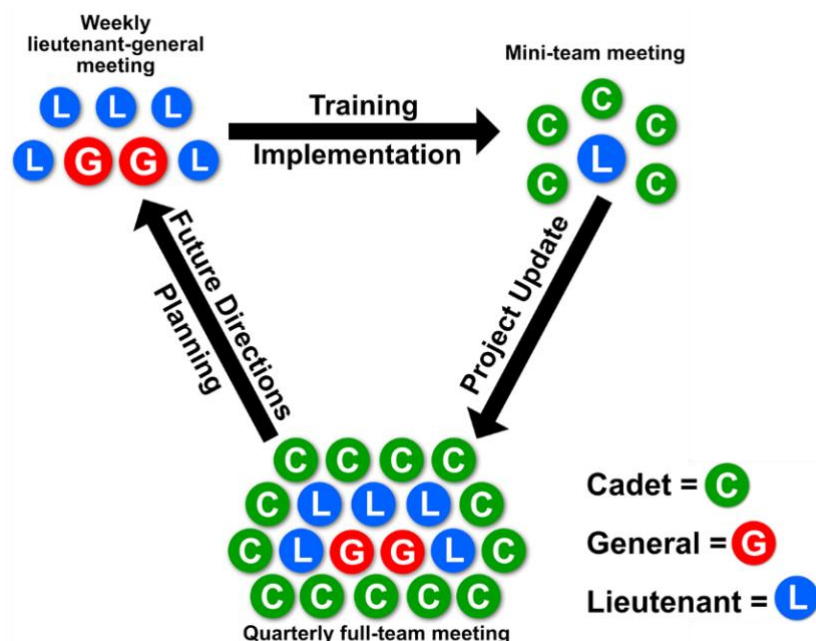 Weekly
lieutenant-general
meeting
L L L
L G G L
Training
Implementation
Mini-team meeting
C
C C
L
C C
Project Update
Future Directions
Planning
C C C C
C L L L C
C L G G L C
C C C C C
Quarterly full-team meeting
Cadet = C
General = G
Lieutenant = L